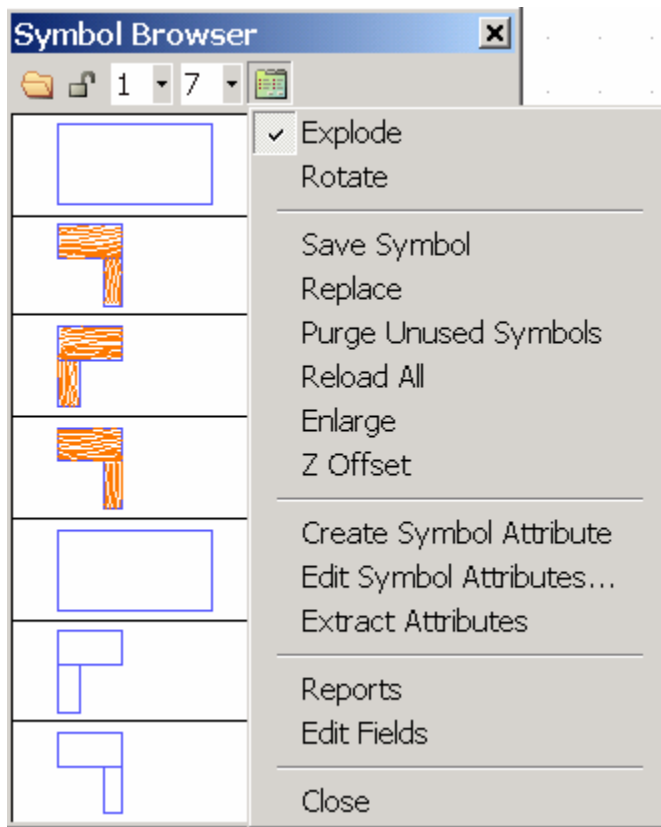 Symbol Browser
1 7
Explode
Rotate
Save Symbol
Replace
Purge Unused Symbols
Reload All
Enlarge
Z Offset
Create Symbol Attribute
Edit Symbol Attributes...
Extract Attributes
Reports
Edit Fields
Close